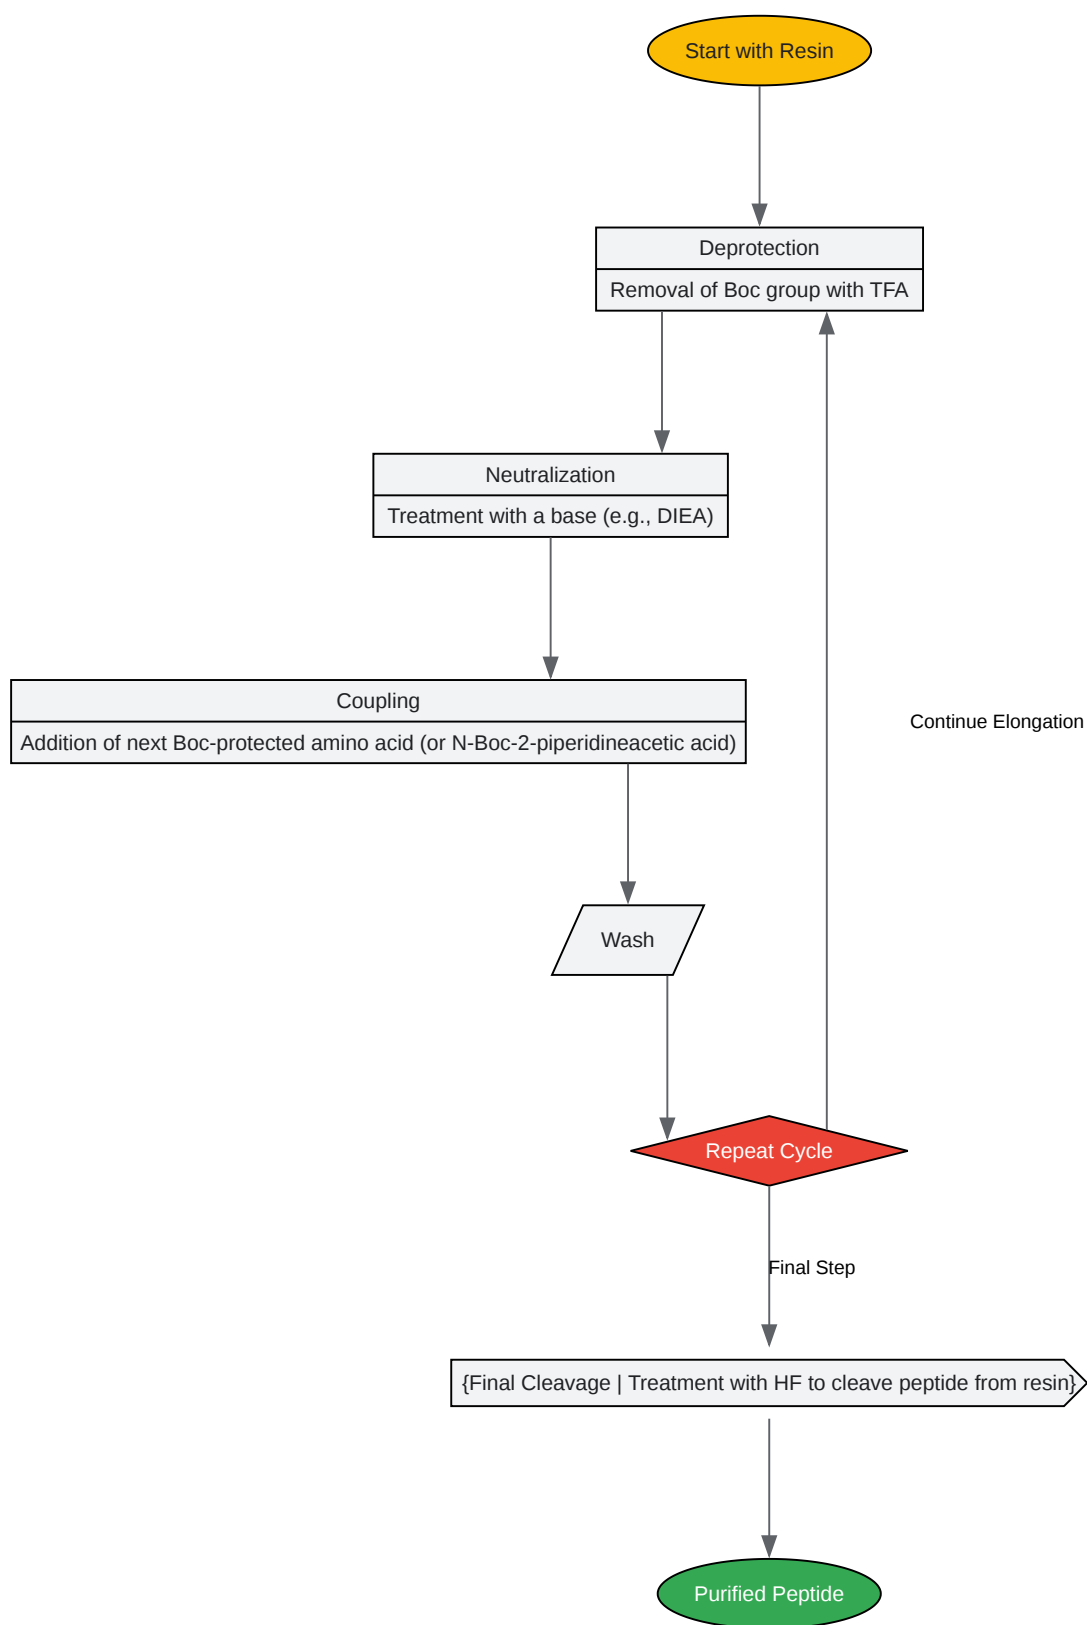 Start with Resin
Deprotection
Removal of Boc group with TFA
Neutralization
Treatment with a base (e.g., DIEA)
Coupling
Addition of next Boc-protected amino acid (or N-Boc-2-piperidineacetic acid)
Continue Elongation
Wash
Repeat Cycle
Final Step
{Final Cleavage | Treatment with HF to cleave peptide from resin}
Purified Peptide